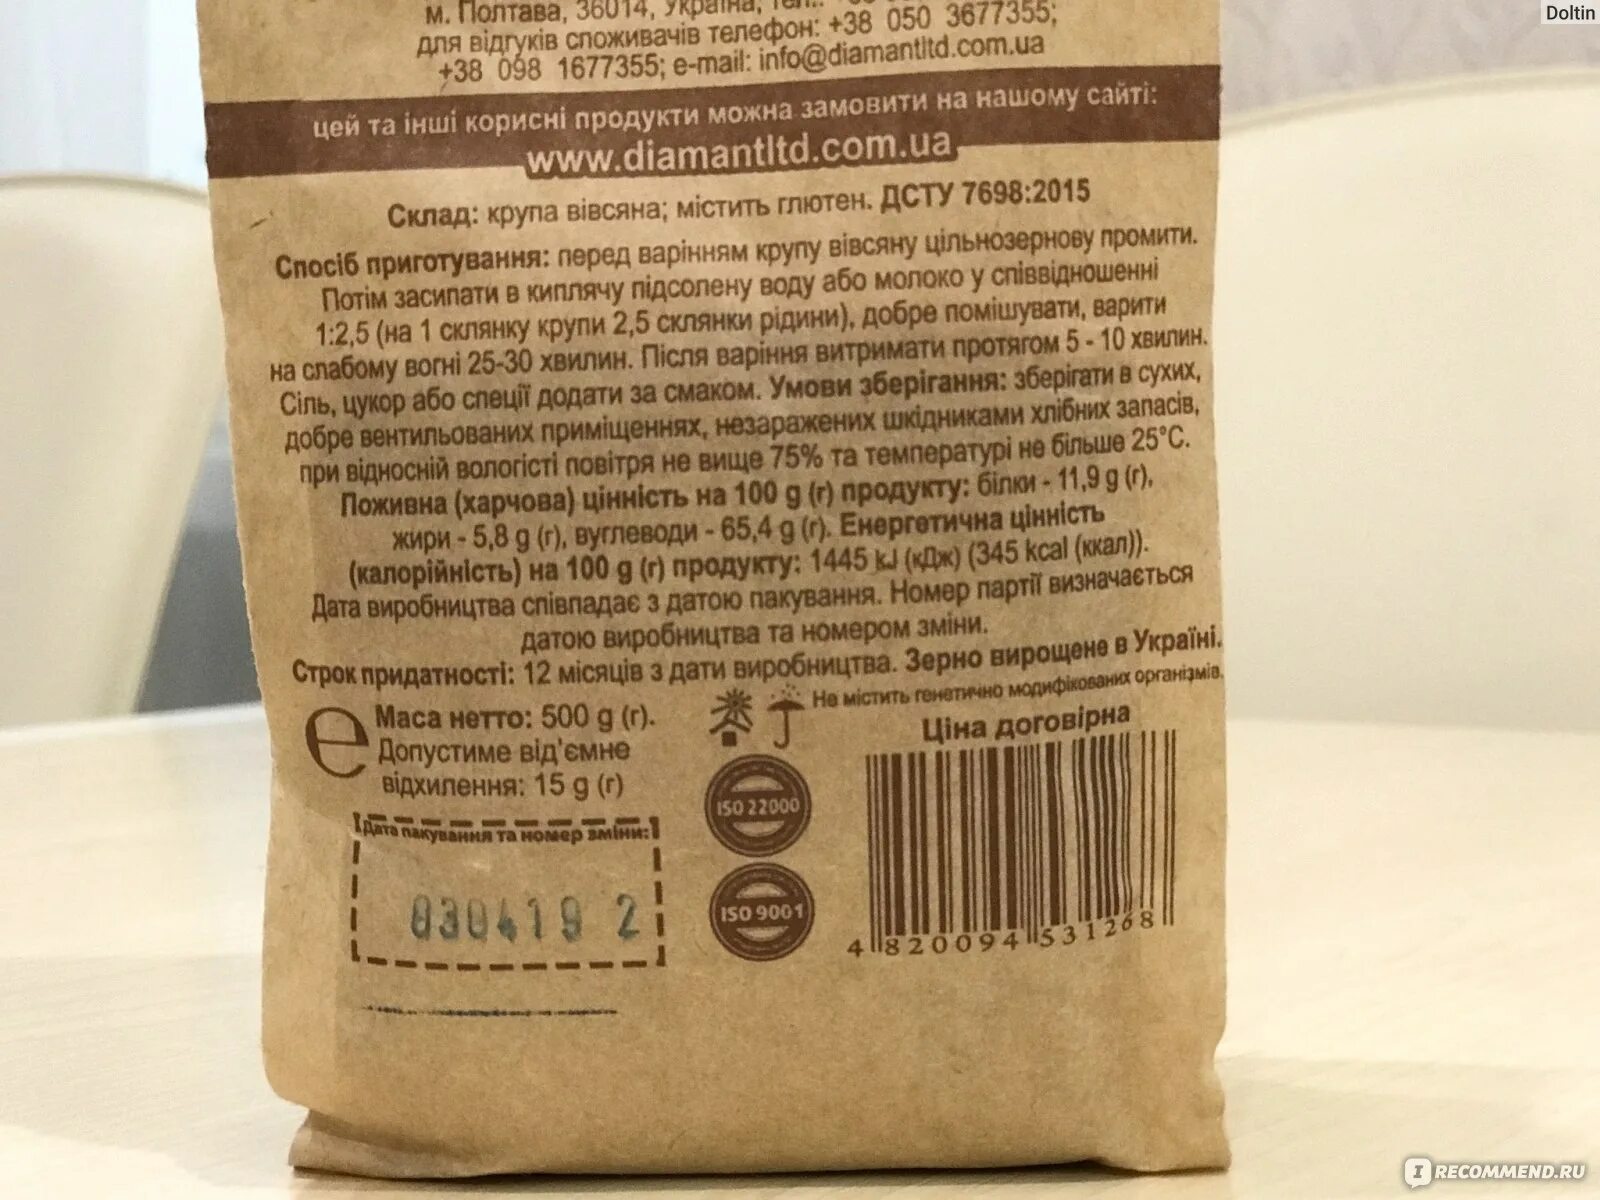 Doltin
м. Полтава, 36014, Україна,
для відгуків споживачів телефон: +38 050 3677355;
+38 098 1677355; e-mail: info@diamantltd.com.ua
цей та інші корисні продукти можна замовити на нашому сайті:
www.diamantltd.com.ua
Склад: крупа вівсяна; містить глютен. ДСТУ 7698:2015
Спосіб приготування: перед варінням крупу вівсяну цільнозернову промити.
Потім засипати в киплячу підсолену воду або молоко у співвідношенні
1:2,5 (на 1 склянку крупи 2,5 склянки рідини), добре помішувати, варити
на слабому вогні 25-30 хвилин. Після варіння витримати протягом 5 - 10 хвилин.
Сіль, цукор або спеції додати за смаком. Умови зберігання: зберігати в сухих,
добре вентильованих приміщеннях, незаражених шкідниками хлібних запасів,
при відносній вологісті повітря не вище 75% та температурі не більше 25°С.
Поживна (харчова) цінність на 100 g (г) продукту: білки - 11,9 g (г),
жири - 5,8 g (г), вуглеводи - 65,4 g (г). Енергетична цінність
(калорійність) на 100 g (г) продукту: 1445 kJ (кДж) (345 kcal (ккал)).
Дата виробництва співпадає з датою пакування. Номер партії визначається
датою виробництва та номером зміни.
Строк придатності: 12 місяців з дати виробництва. Зерно вирощене в Україні.
Не містить генетично модифікованих організмів.
e Маса нетто: 500 g (г).
Допустиме від'ємне
відхилення: 15 g (г)
Дата пакування та номер зміни:
030419 2
ISO 22000
ISO 9001
Ціна договірна
4 820094 531268
IRECOMMEND.RU